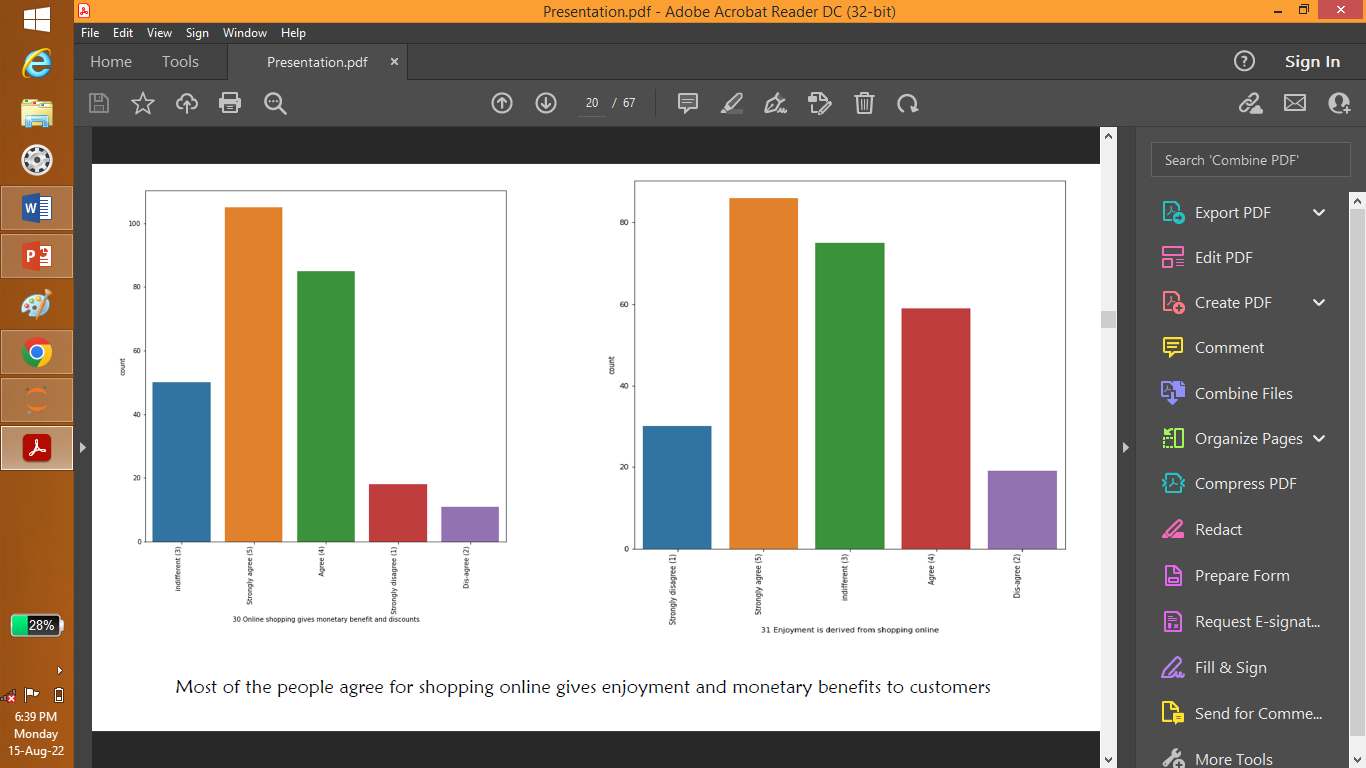 Presentation.pdf - Adobe Acrobat Reader DC (32-bit)
File Edit View Sign Window Help
Home Tools Presentation.pdf × Sign In
20 / 67
Search 'Combine PDF'
Export PDF
Edit PDF
Create PDF
Comment
Combine Files
Organize Pages
Compress PDF
Redact
Prepare Form
Request E-signat...
Fill & Sign
Send for Comme...
More Tools
100
80
60
40
20
0
count
indifferent (3)
Strongly agree (5)
Agree (4)
Strongly disagree (1)
Dis-agree (2)
30 Online shopping gives monetary benefit and discounts
80
60
40
20
0
count
Strongly disagree (1)
Strongly agree (5)
indifferent (3)
Agree (4)
Dis-agree (2)
31 Enjoyment is derived from shopping online
Most of the people agree for shopping online gives enjoyment and monetary benefits to customers
28%
6:39 PM
Monday
15-Aug-22